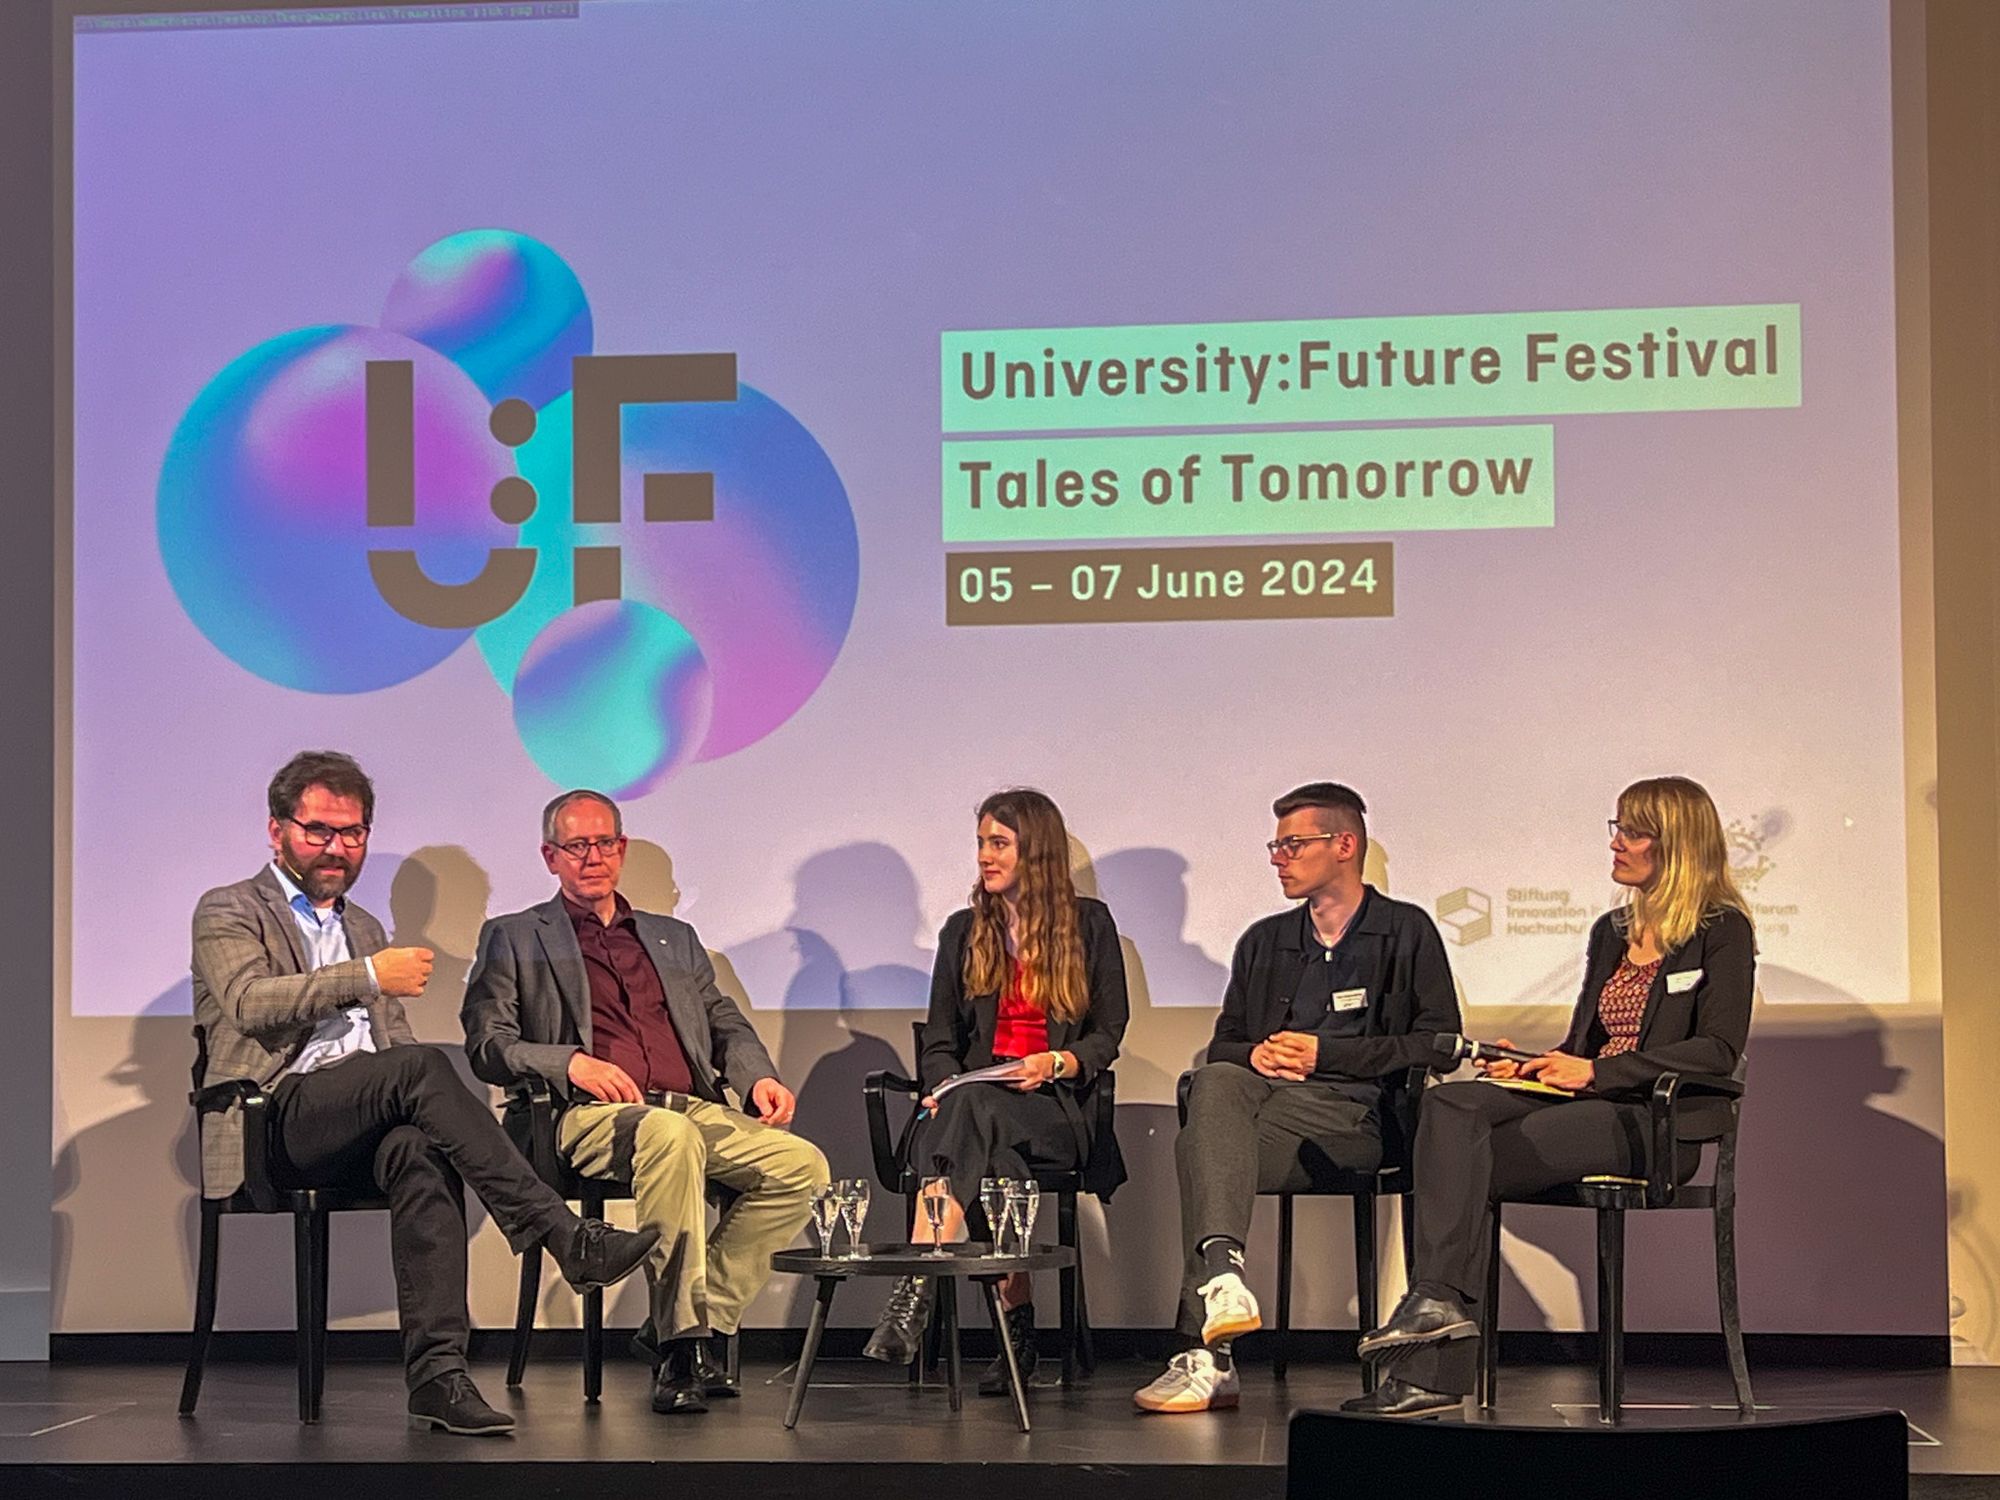 U:F
University:Future Festival
Tales of Tomorrow
05 – 07 June 2024
Stiftung
Innovation in
Hochschul